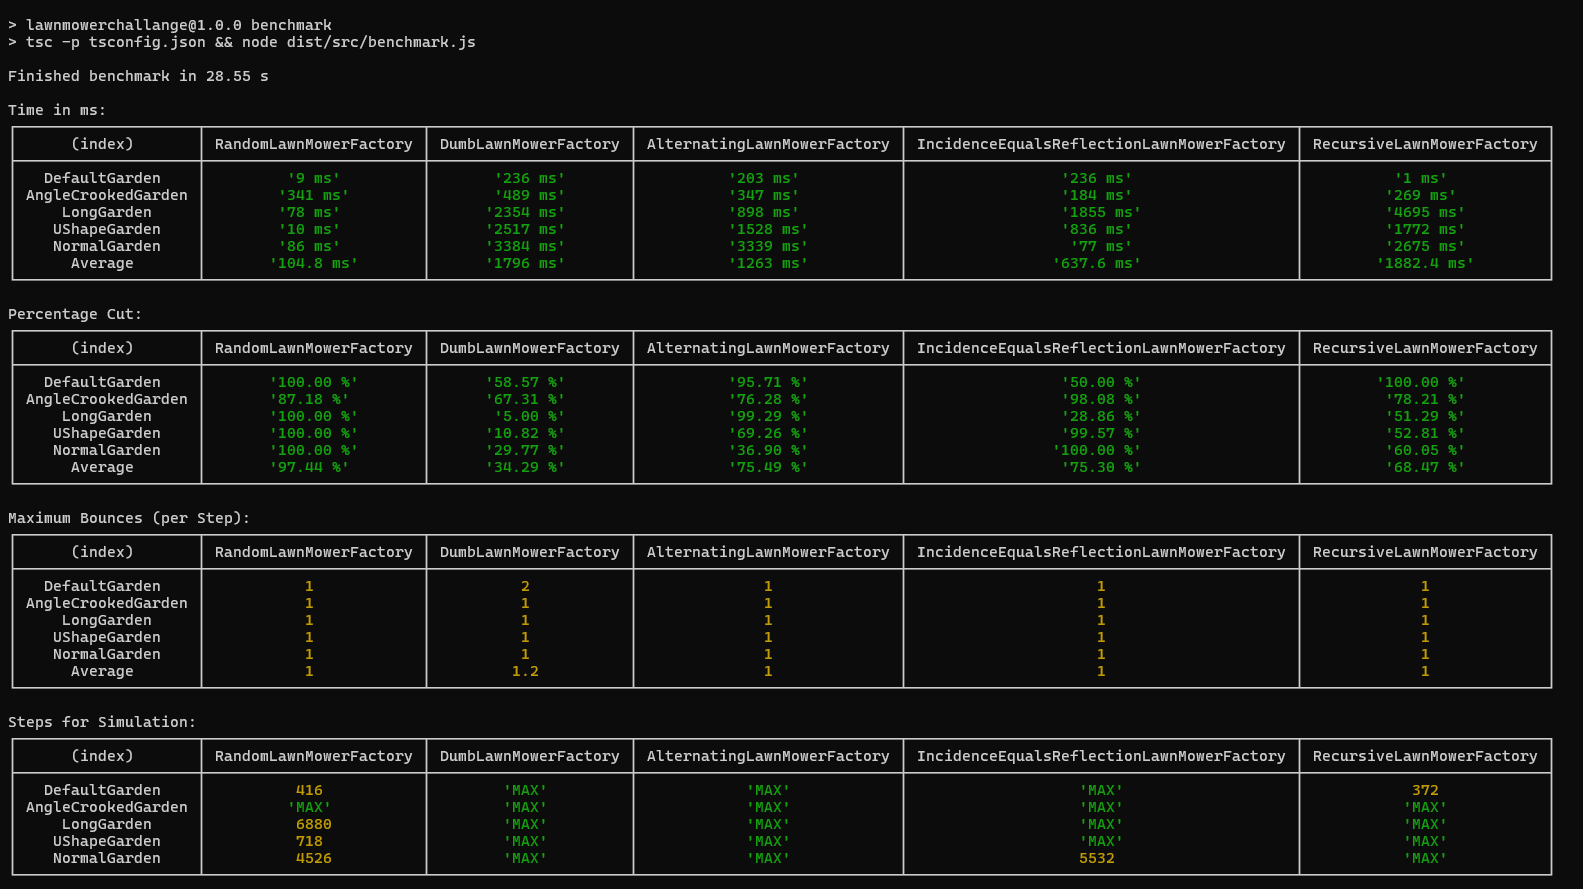 > lawnmowerchallange@1.0.0 benchmark
> tsc -p tsconfig.json && node dist/src/benchmark.js
Finished benchmark in 28.55 s
Time in ms:
(index) RandomLawnMowerFactory DumbLawnMowerFactory AlternatingLawnMowerFactory IncidenceEqualsReflectionLawnMowerFactory RecursiveLawnMowerFactory
DefaultGarden '9 ms' '236 ms' '203 ms' '236 ms' '1 ms'
AngleCrookedGarden '341 ms' '489 ms' '347 ms' '184 ms' '269 ms'
LongGarden '78 ms' '2354 ms' '898 ms' '1855 ms' '4695 ms'
UShapeGarden '10 ms' '2517 ms' '1528 ms' '836 ms' '1772 ms'
NormalGarden '86 ms' '3384 ms' '3339 ms' '77 ms' '2675 ms'
Average '104.8 ms' '1796 ms' '1263 ms' '637.6 ms' '1882.4 ms'
Percentage Cut:
(index) RandomLawnMowerFactory DumbLawnMowerFactory AlternatingLawnMowerFactory IncidenceEqualsReflectionLawnMowerFactory RecursiveLawnMowerFactory
DefaultGarden '100.00 %' '58.57 %' '95.71 %' '50.00 %' '100.00 %'
AngleCrookedGarden '87.18 %' '67.31 %' '76.28 %' '98.08 %' '78.21 %'
LongGarden '100.00 %' '5.00 %' '99.29 %' '28.86 %' '51.29 %'
UShapeGarden '100.00 %' '10.82 %' '69.26 %' '99.57 %' '52.81 %'
NormalGarden '100.00 %' '29.77 %' '36.90 %' '100.00 %' '60.05 %'
Average '97.44 %' '34.29 %' '75.49 %' '75.30 %' '68.47 %'
Maximum Bounces (per Step):
(index) RandomLawnMowerFactory DumbLawnMowerFactory AlternatingLawnMowerFactory IncidenceEqualsReflectionLawnMowerFactory RecursiveLawnMowerFactory
DefaultGarden 1 2 1 1 1
AngleCrookedGarden 1 1 1 1 1
LongGarden 1 1 1 1 1
UShapeGarden 1 1 1 1 1
NormalGarden 1 1 1 1 1
Average 1 1.2 1 1 1
Steps for Simulation:
(index) RandomLawnMowerFactory DumbLawnMowerFactory AlternatingLawnMowerFactory IncidenceEqualsReflectionLawnMowerFactory RecursiveLawnMowerFactory
DefaultGarden 416 'MAX' 'MAX' 'MAX' 372
AngleCrookedGarden 'MAX' 'MAX' 'MAX' 'MAX' 'MAX'
LongGarden 6880 'MAX' 'MAX' 'MAX' 'MAX'
UShapeGarden 718 'MAX' 'MAX' 'MAX' 'MAX'
NormalGarden 4526 'MAX' 'MAX' 5532 'MAX'